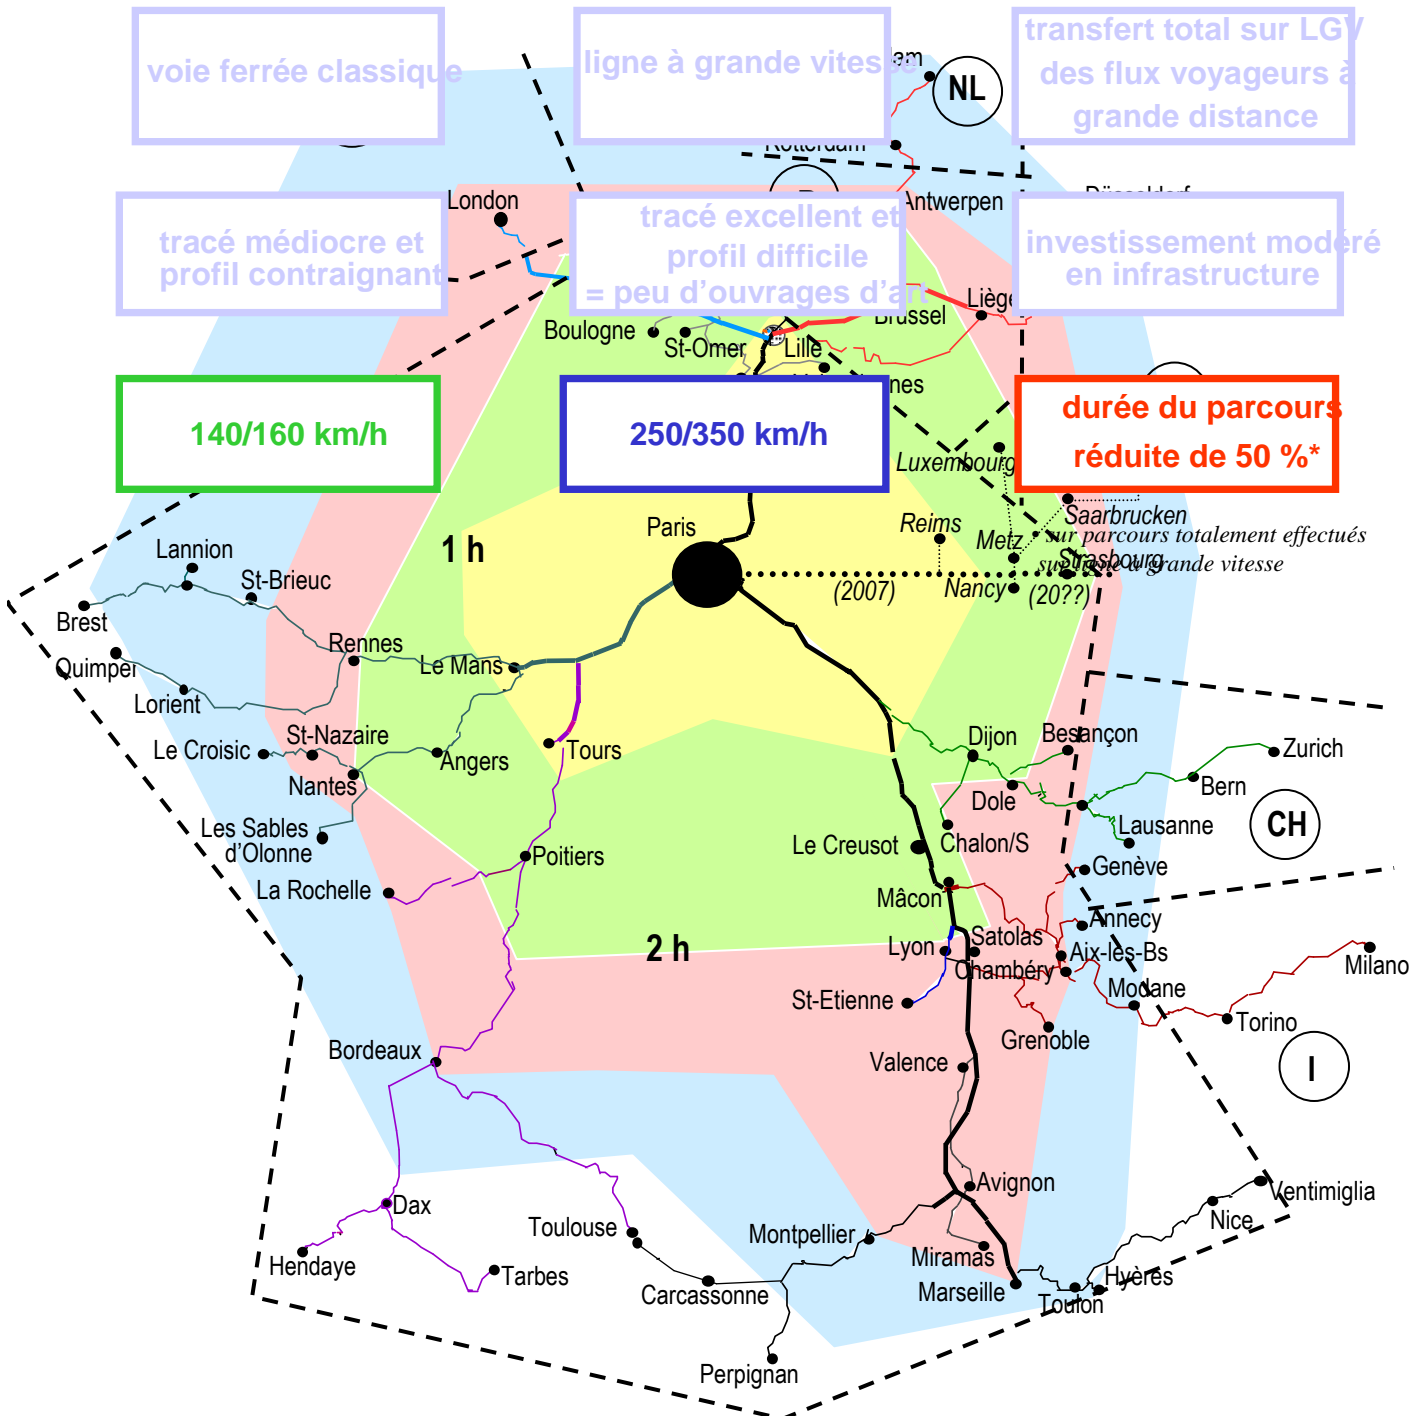 voie ferrée classique
ligne à grande vitesse
transfert total sur LGV
des flux voyageurs à
grande distance
NL
Rotterdam
London
Antwerpen
tracé médiocre et
profil contraignant
tracé excellent et
profil difficile
= peu d'ouvrages d'art
investissement modéré
en infrastructure
Liège
Brussel
Boulogne
St-Omer
Lille
140/160 km/h
250/350 km/h
durée du parcours
réduite de 50 %*
Luxembourg
Saarbrucken
Paris
Reims
Metz
sur parcours totalement effectués
sur ligne à grande vitesse
Strasbourg
1 h
(2007)
Nancy
(20??)
Lannion
St-Brieuc
Brest
Rennes
Quimper
Le Mans
Lorient
St-Nazaire
Le Croisic
Angers
Tours
Nantes
Dijon
Besançon
Zurich
Bern
Dole
Les Sables
d'Olonne
Lausanne
CH
Le Creusot
Chalon/S
Poitiers
Genève
La Rochelle
Mâcon
Annecy
2 h
Lyon
Satolas
Aix-les-Bs
Chambéry
Milano
St-Etienne
Modane
Torino
Grenoble
Bordeaux
Valence
I
Avignon
Ventimiglia
Dax
Nice
Toulouse
Montpellier
Miramas
Hendaye
Tarbes
Carcassonne
Marseille
Toulon
Hyères
Perpignan